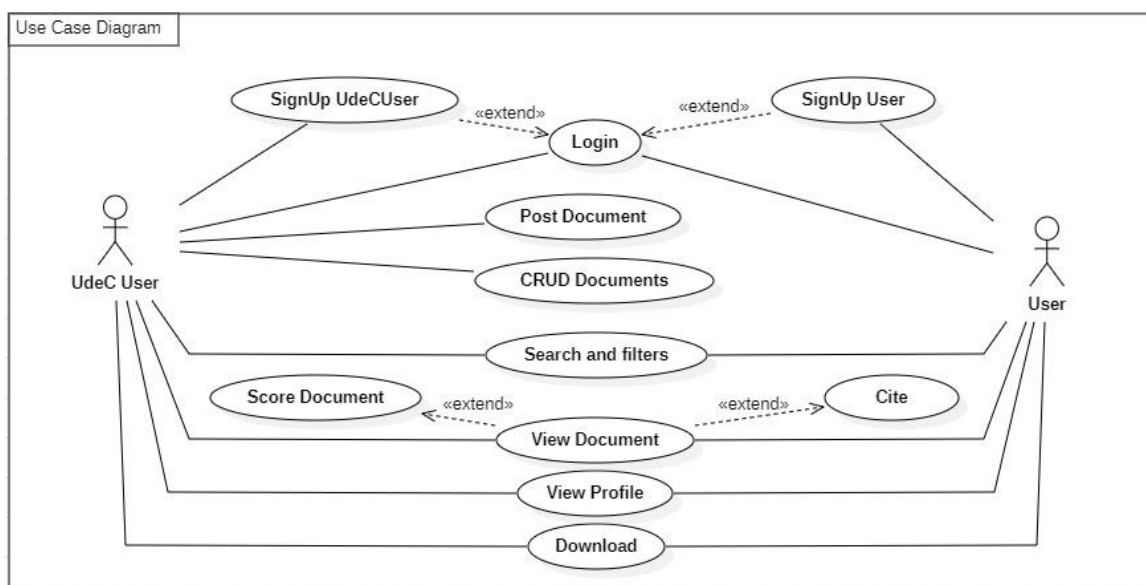 Use Case Diagram
SignUp UdeCUser
«extend»
«extend»
SignUp User
Login
Post Document
UdeC User
CRUD Documents
User
Search and filters
Score Document
«extend»
«extend»
Cite
View Document
View Profile
Download